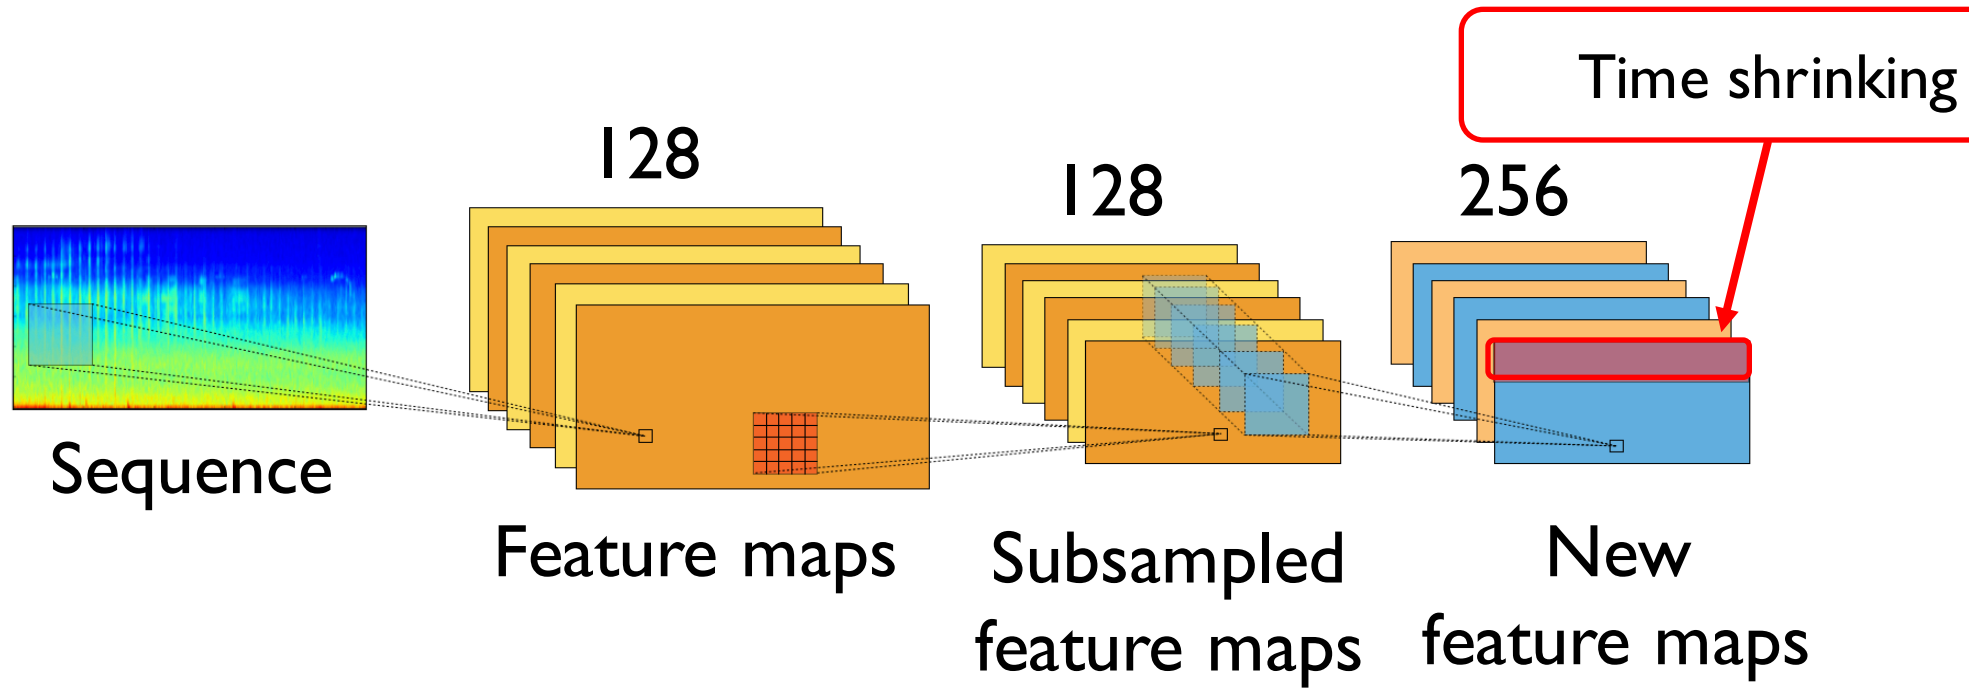 Time shrinking
128
128
256
Sequence
Feature maps
Subsampled
feature maps
New
feature maps